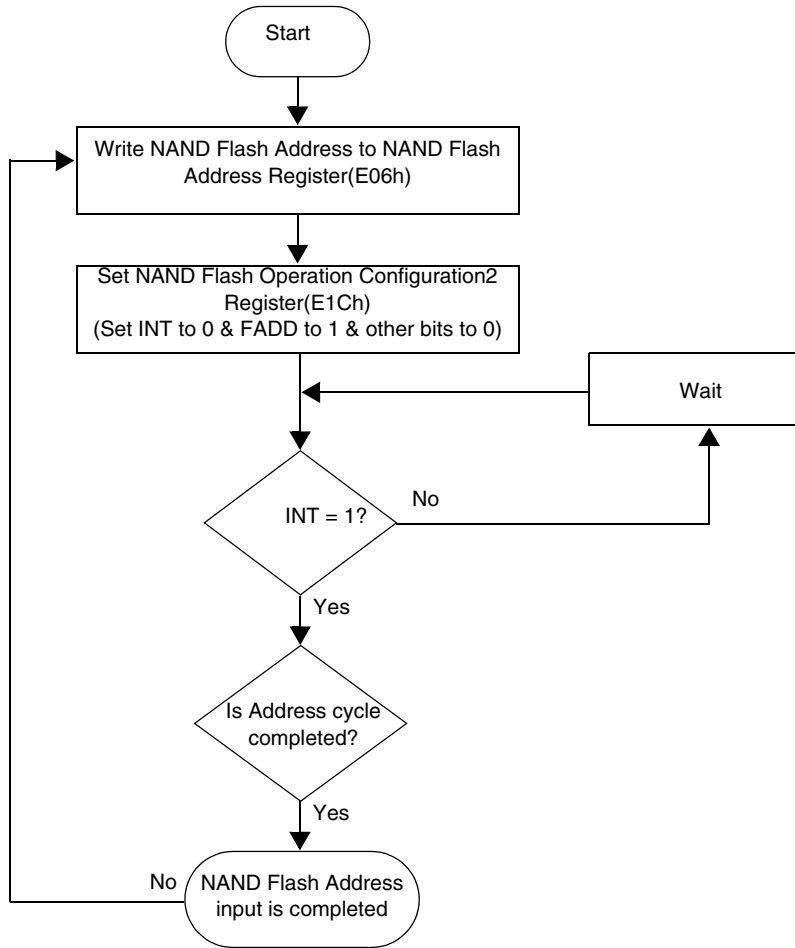 Start
Write NAND Flash Address to NAND Flash
Address Register(E06h)
Set NAND Flash Operation Configuration2
Register(E1Ch)
(Set INT to 0 & FADD to 1 & other bits to 0)
Wait
INT = 1?
No
Yes
Is Address cycle
completed?
Yes
No
NAND Flash Address
input is completed